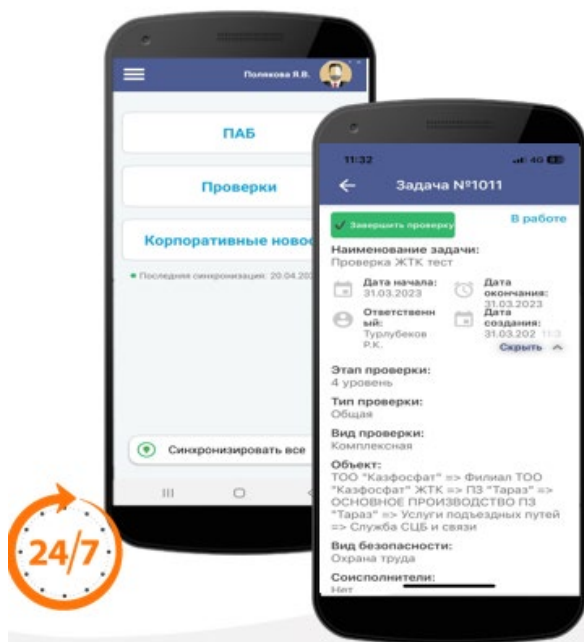 Полякова Я.В.
ПАБ
Проверки
Корпоративные новос
Последняя синхронизация: 20.04.20
Синхронизировать все
24/7
11:32
4G
Задача №1011
Завершить проверку
В работе
Наименование задачи:
Проверка ЖТК тест
Дата начала:
31.03.2023
Дата
окончания:
31.03.2023
Ответственн
ый:
Турлубеков
Р.К.
Дата
создания:
31.03.202
Скрыть
Этап проверки:
4 уровень
Тип проверки:
Общая
Вид проверки:
Комплексная
Объект:
ТОО "Казфосфат" => Филиал ТОО
"Казфосфат" ЖТК => ПЗ "Тараз" =>
ОСНОВНОЕ ПРОИЗВОДСТВО ПЗ
"Тараз" => Услуги подъездных путей
=> Служба СЦБ и связи
Вид безопасности:
Охрана труда
Соисполнители:
Нет